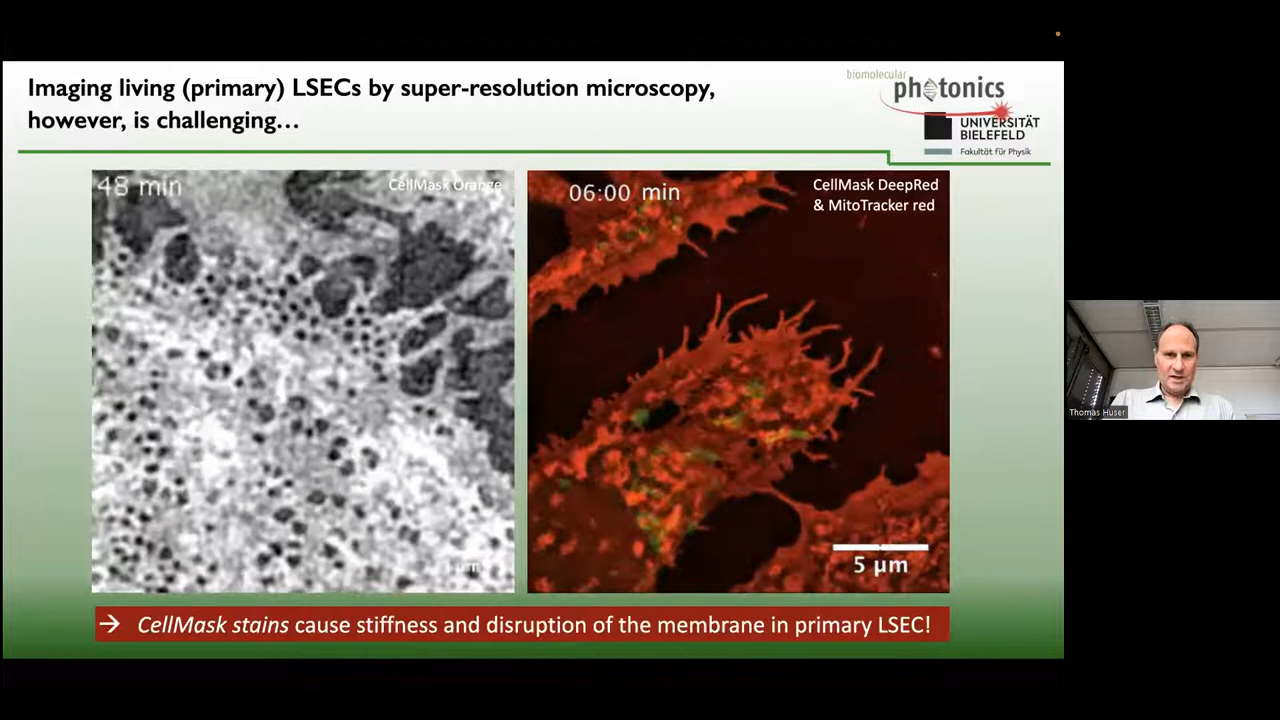 Imaging living (primary) LSECs by super-resolution microscopy,
however, is challenging…
biomolecular
photonics
UNIVERSITÄT
BIELEFELD
Fakultät für Physik
48 min
CellMask Orange
06:00 min
CellMask DeepRed
& MitoTracker red
5 µm
→ CellMask stains cause stiffness and disruption of the membrane in primary LSEC!
Thomas Huser